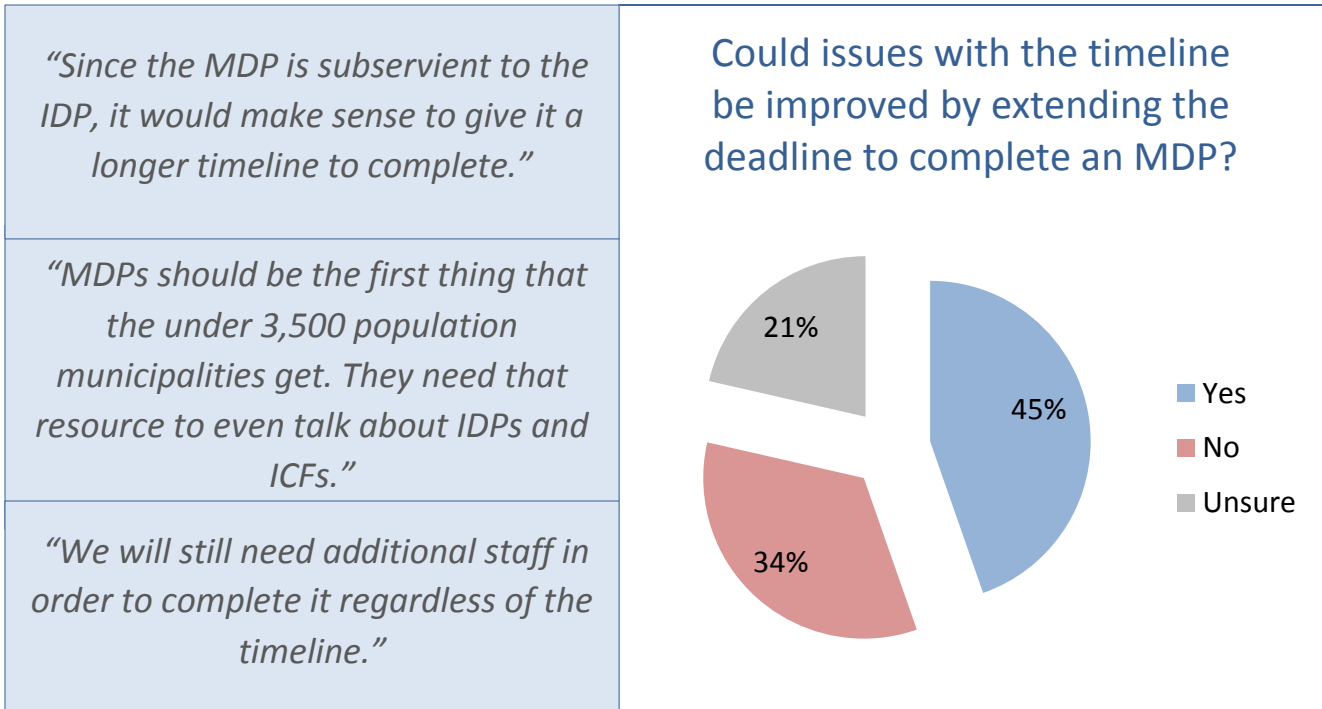 “Since the MDP is subservient to the
IDP, it would make sense to give it a
longer timeline to complete.”
“MDPs should be the first thing that
the under 3,500 population
municipalities get. They need that
resource to even talk about IDPs and
ICFs.”
“We will still need additional staff in
order to complete it regardless of the
timeline.”
Could issues with the timeline
be improved by extending the
deadline to complete an MDP?
21%
45%
34%
Yes
No
Unsure